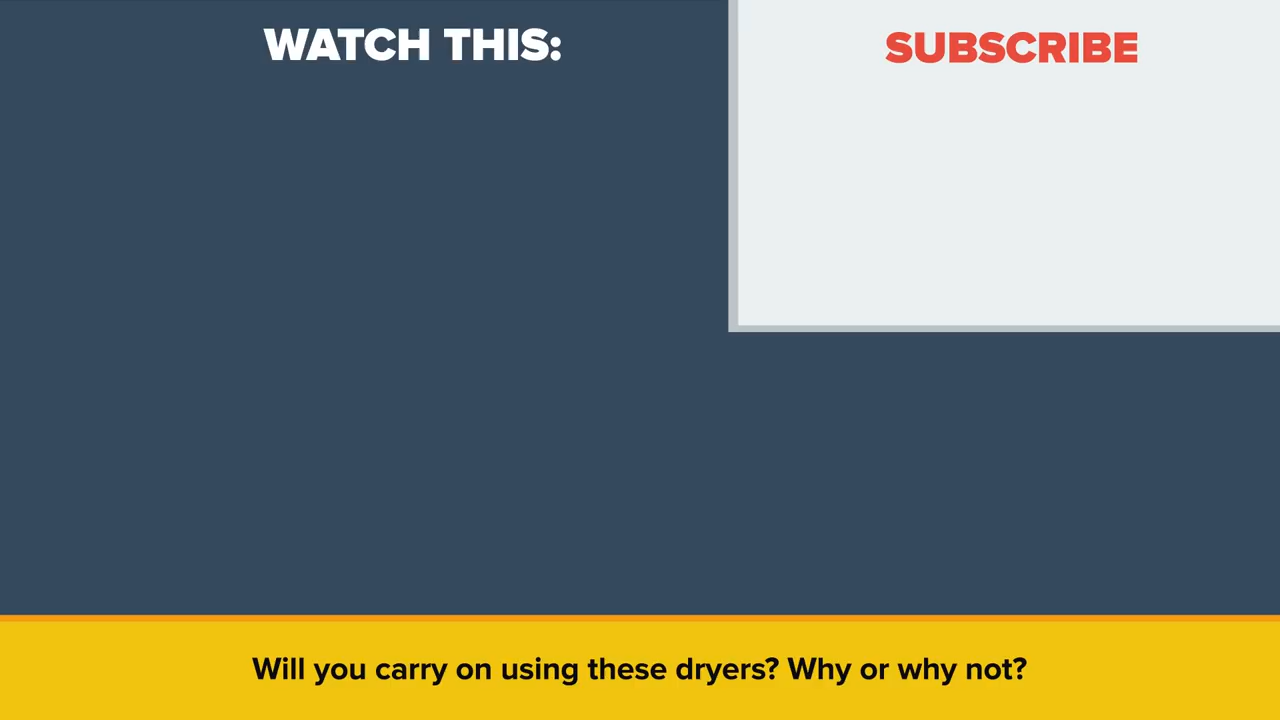 WATCH THIS:
SUBSCRIBE
Will you carry on using these dryers? Why or why not?